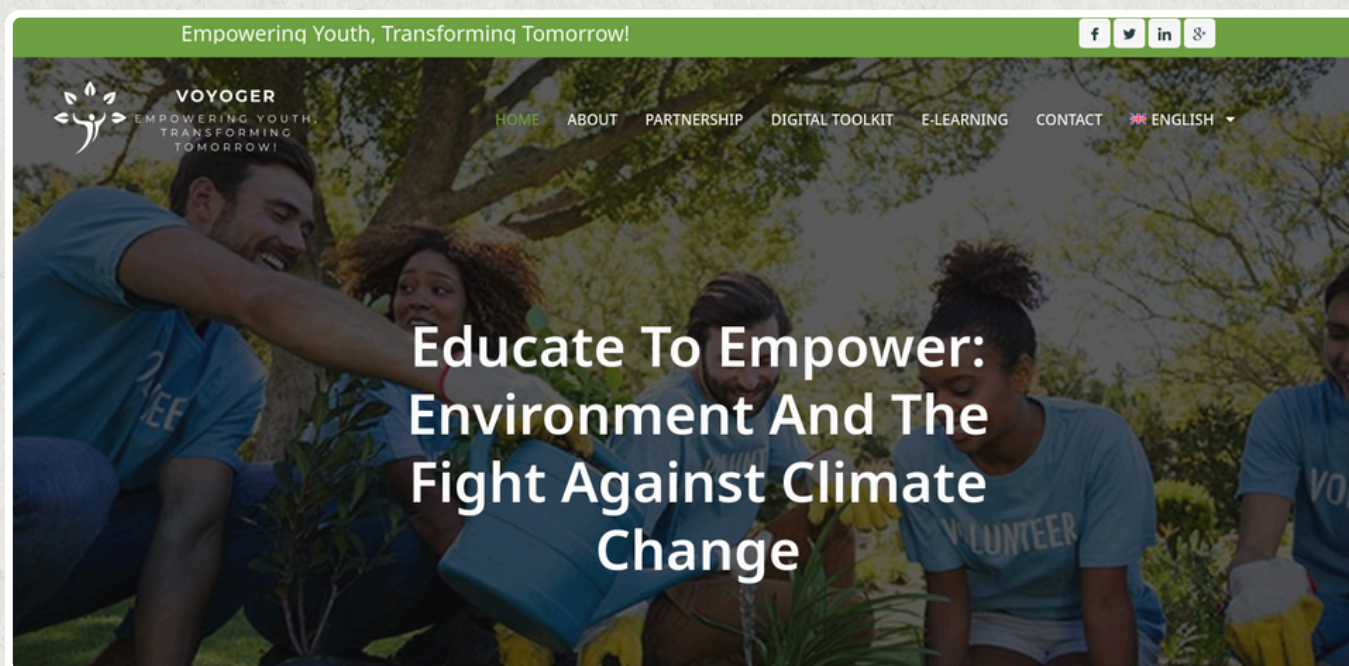 Empowering Youth, Transforming Tomorrow!
VOYOGER
EMPOWERING YOUTH,
TRANSFORMING
TOMORROW!
HOME ABOUT PARTNERSHIP DIGITAL TOOLKIT E-LEARNING CONTACT ENGLISH
Educate To Empower:
Environment And The
Fight Against Climate
Change
VOLUNTEER